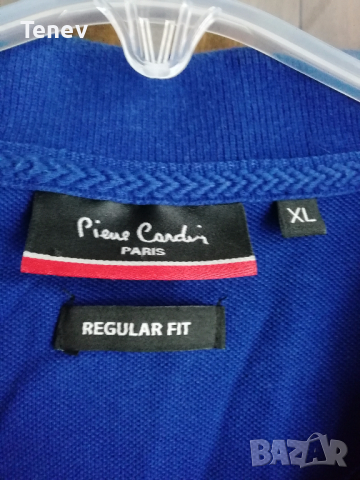 Tenev
Pierre Cardin
PARIS
XL
REGULAR FIT
BAZAR